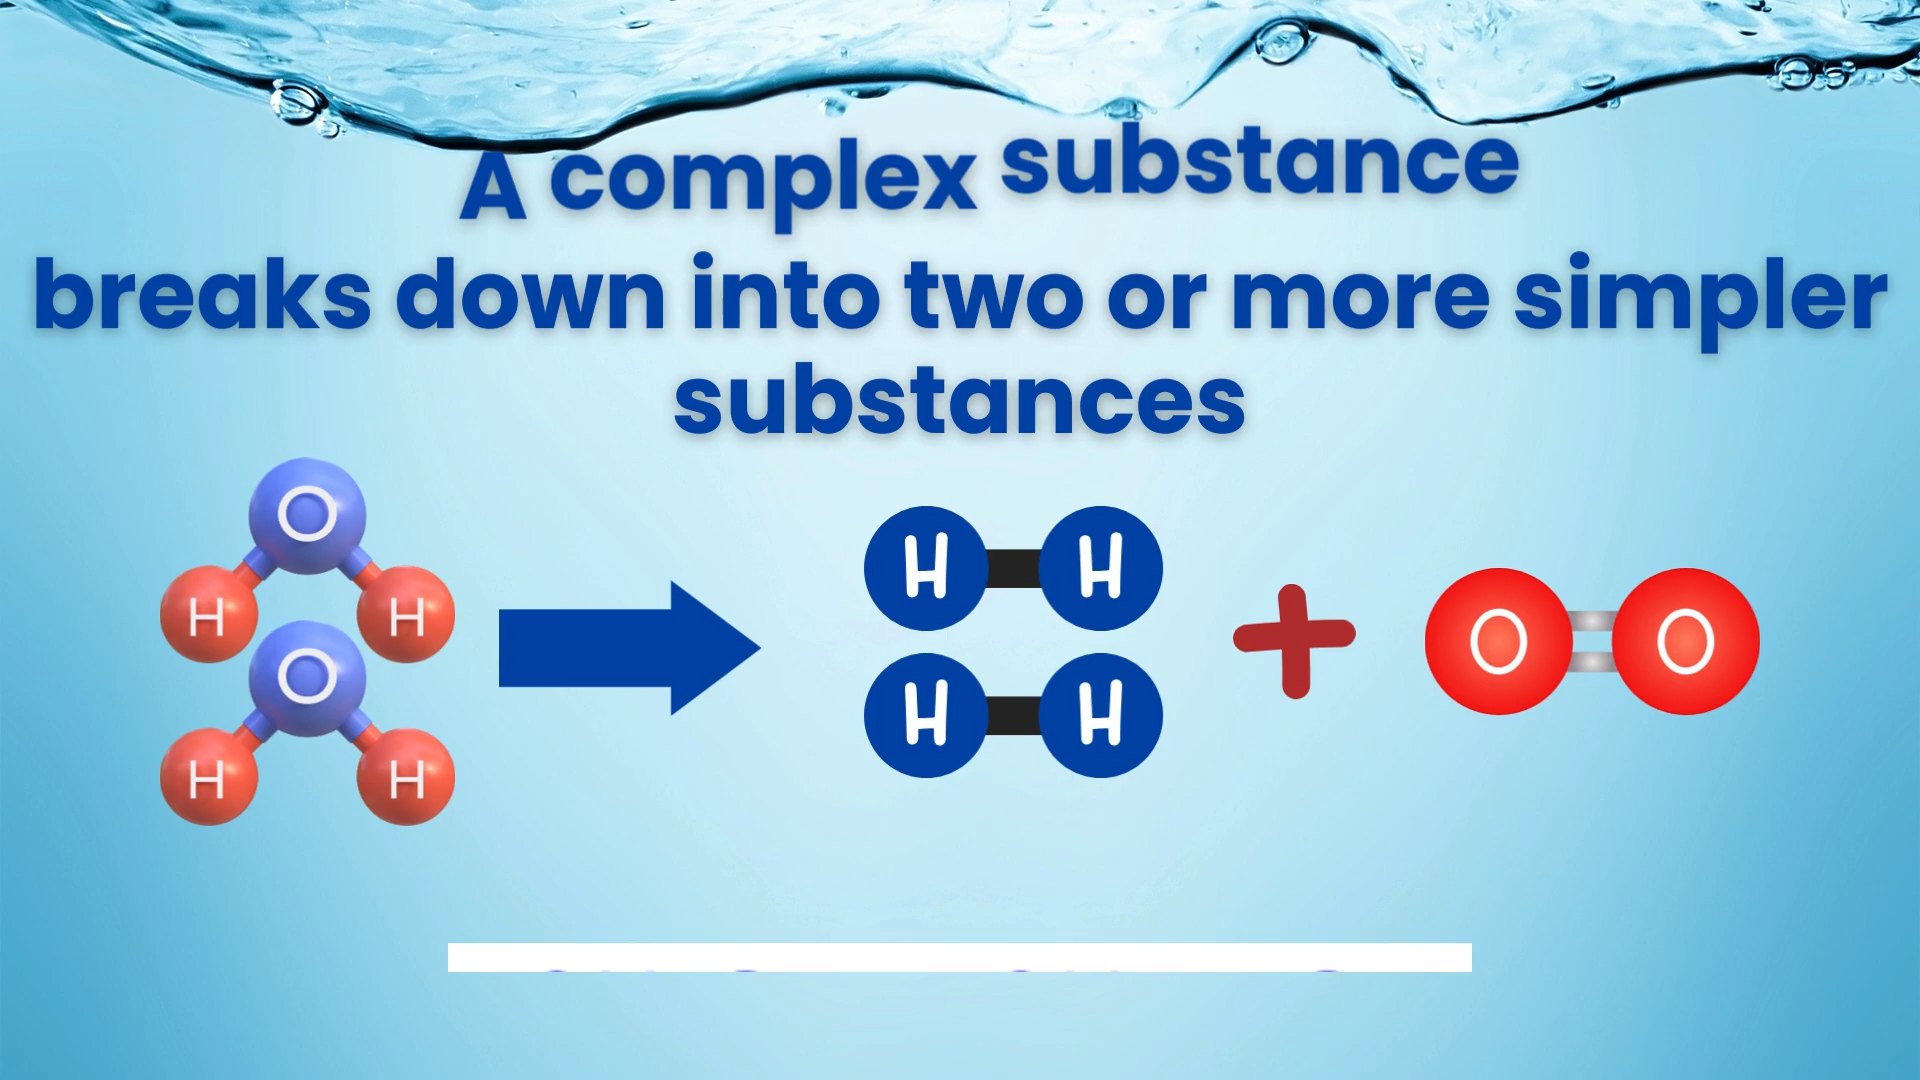 A complex substance
breaks down into two or more simpler
substances
O
H H
O
H H
H H
H H
+
O O